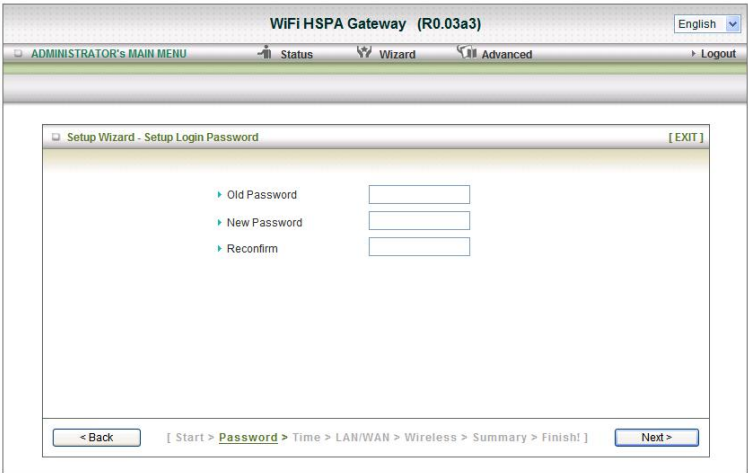 WiFi HSPA Gateway (R0.03a3)
English
ADMINISTRATOR's MAIN MENU Status Wizard Advanced Logout
Setup Wizard - Setup Login Password [ EXIT ]
Old Password
New Password
Reconfirm
< Back [ Start > Password > Time > LAN/WAN > Wireless > Summary > Finish! ] Next >